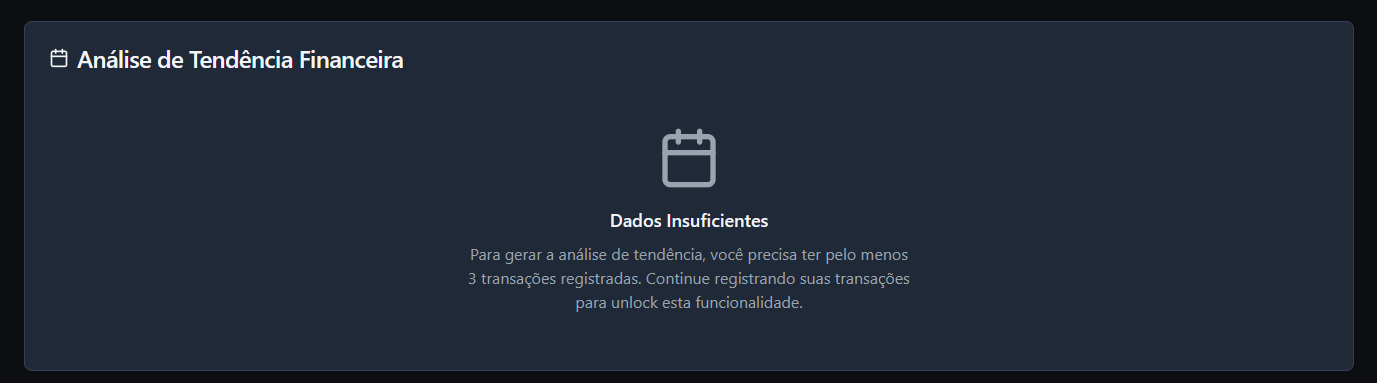 Análise de Tendência Financeira
Dados Insuficientes
Para gerar a análise de tendência, você precisa ter pelo menos
3 transações registradas. Continue registrando suas transações
para unlock esta funcionalidade.